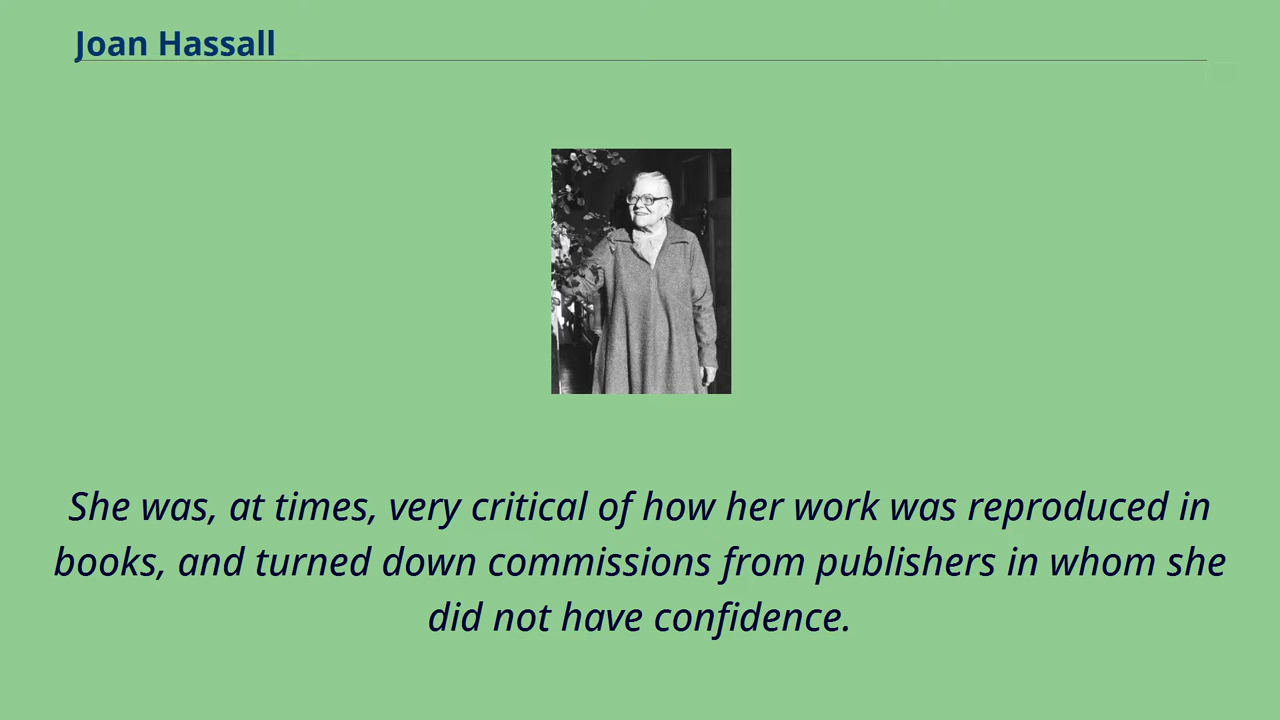 Joan Hassall
She was, at times, very critical of how her work was reproduced in
books, and turned down commissions from publishers in whom she
did not have confidence.